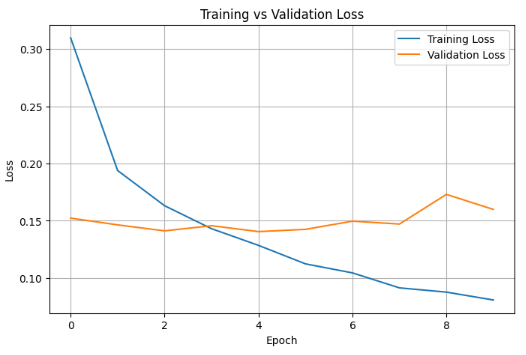 Training vs Validation Loss
Training Loss
Validation Loss
0.30
0.25
0.20
0.15
0.10
Loss
0 2 4 6 8
Epoch